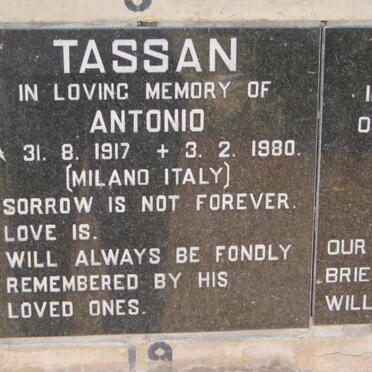 TASSAN
IN LOVING MEMORY OF
ANTONIO
31. 8. 1917 + 3. 2. 1980.
(MILANO ITALY)
SORROW IS NOT FOREVER.
LOVE IS.
WILL ALWAYS BE FONDLY
REMEMBERED BY HIS
LOVED ONES.
OUR
WILL
19